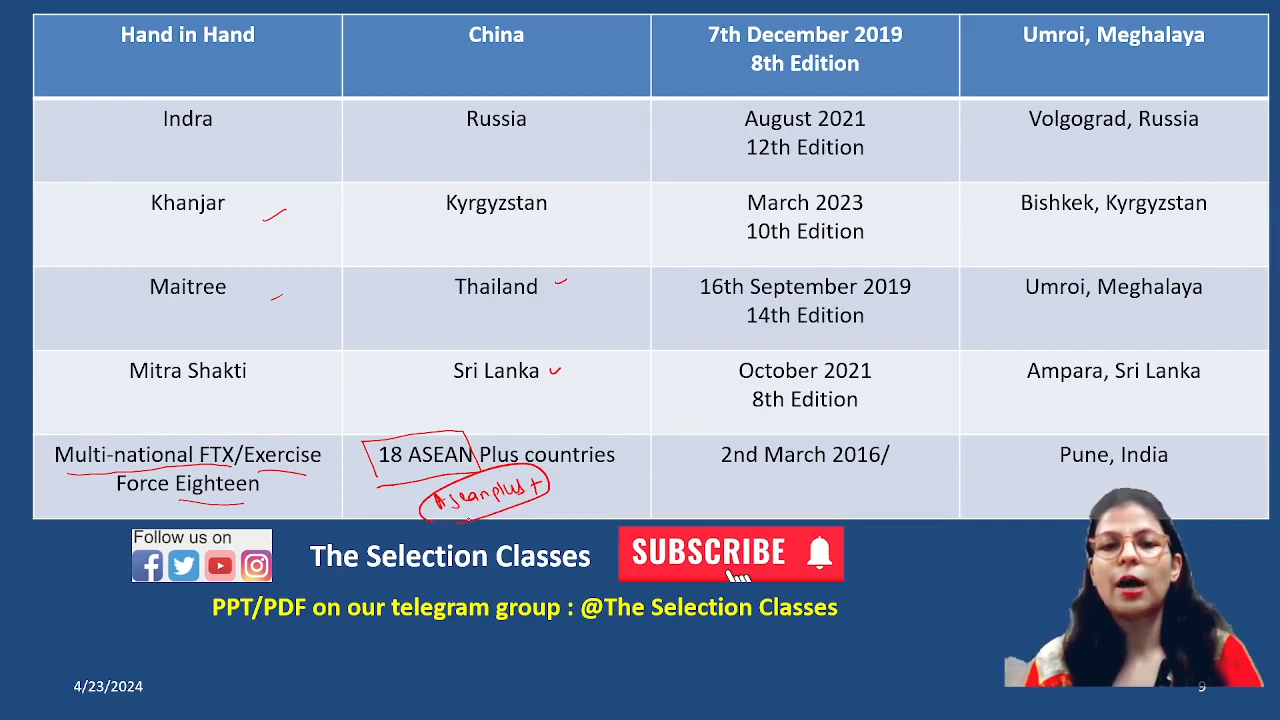 Hand in Hand China 7th December 2019 Umroi, Meghalaya
8th Edition
Indra Russia August 2021 Volgograd, Russia
12th Edition
Khanjar Kyrgyzstan March 2023 Bishkek, Kyrgyzstan
10th Edition
Maitree Thailand 16th September 2019 Umroi, Meghalaya
14th Edition
Mitra Shakti Sri Lanka October 2021 Ampara, Sri Lanka
8th Edition
Multi-national FTX/Exercise 18 ASEAN Plus countries 2nd March 2016/ Pune, India
Force Eighteen
Asean plus +
Follow us on
The Selection Classes
SUBSCRIBE
PPT/PDF on our telegram group : @The Selection Classes
4/23/2024
9